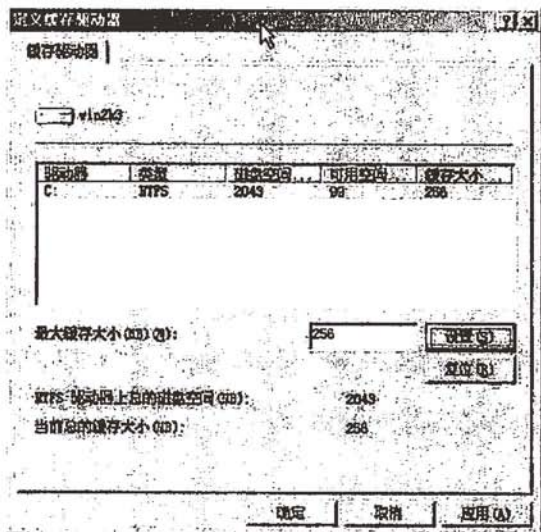 定义缓存驱动器
缓存驱动器
win2k3
驱动器 类型 磁盘空间... 可用空间... 缓存大小...
C: NTFS 2043 99 256
最大缓存大小(MB)(M): 256 设置(S)
复位(R)
NTFS 驱动器上总的磁盘空间(MB): 2043
当前总的缓存大小(MB): 256
确定 取消 应用(A)